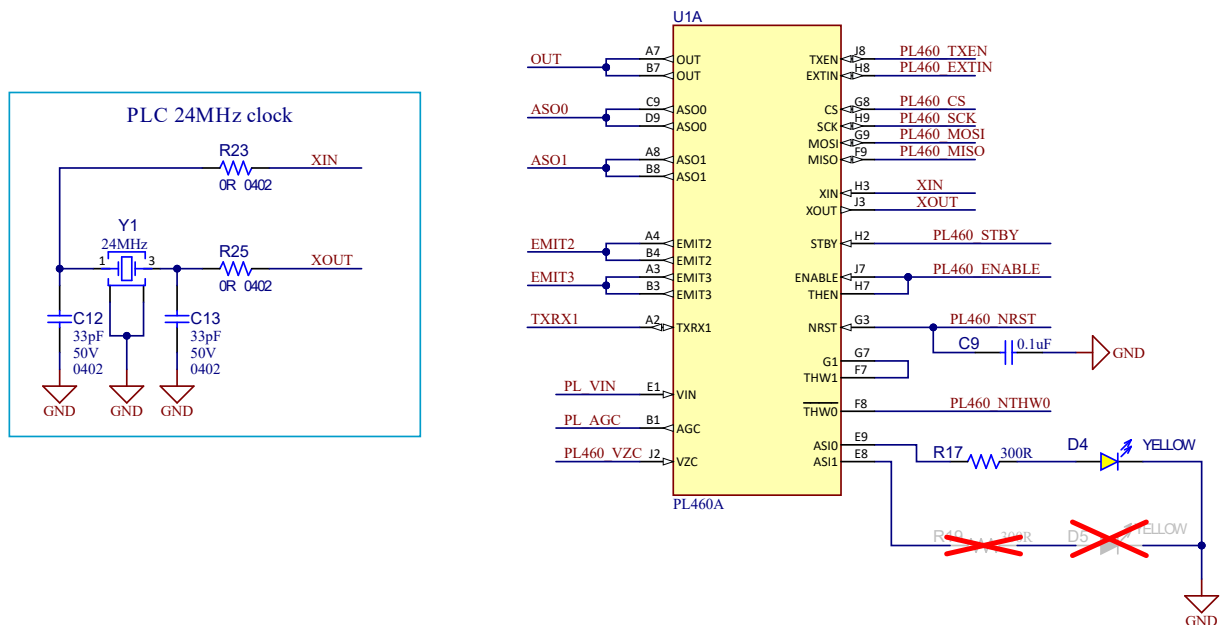 PLC 24MHz clock
R23
0R 0402
XIN
Y1
24MHz
1
3
R25
0R 0402
XOUT
C12
33pF
50V
0402
C13
33pF
50V
0402
GND
GND
GND
U1A
OUT
A7
OUT
B7
OUT
ASO0
C9
ASO0
D9
ASO0
ASO1
A8
ASO1
B8
ASO1
EMIT2
A4
EMIT2
B4
EMIT2
EMIT3
A3
EMIT3
B3
EMIT3
TXRX1
A2
TXRX1
PL_VIN
E1
VIN
PL_AGC
B1
AGC
PL460_VZC
J2
VZC
PL460A
TXEN
J8
PL460_TXEN
EXTIN
H8
PL460_EXTIN
CS
G8
PL460_CS
SCK
H9
PL460_SCK
MOSI
G9
PL460_MOSI
MISO
F9
PL460_MISO
XIN
H3
XIN
XOUT
J3
XOUT
STBY
H2
PL460_STBY
ENABLE
J7
PL460_ENABLE
THEN
H7
NRST
G3
PL460_NRST
C9
0.1uF
GND
G1
G7
THW1
F7
THW0
F8
PL460_NTHW0
ASI0
E9
R17
300R
D4
YELLOW
ASI1
E8
R19
300R
D5
YELLOW
GND